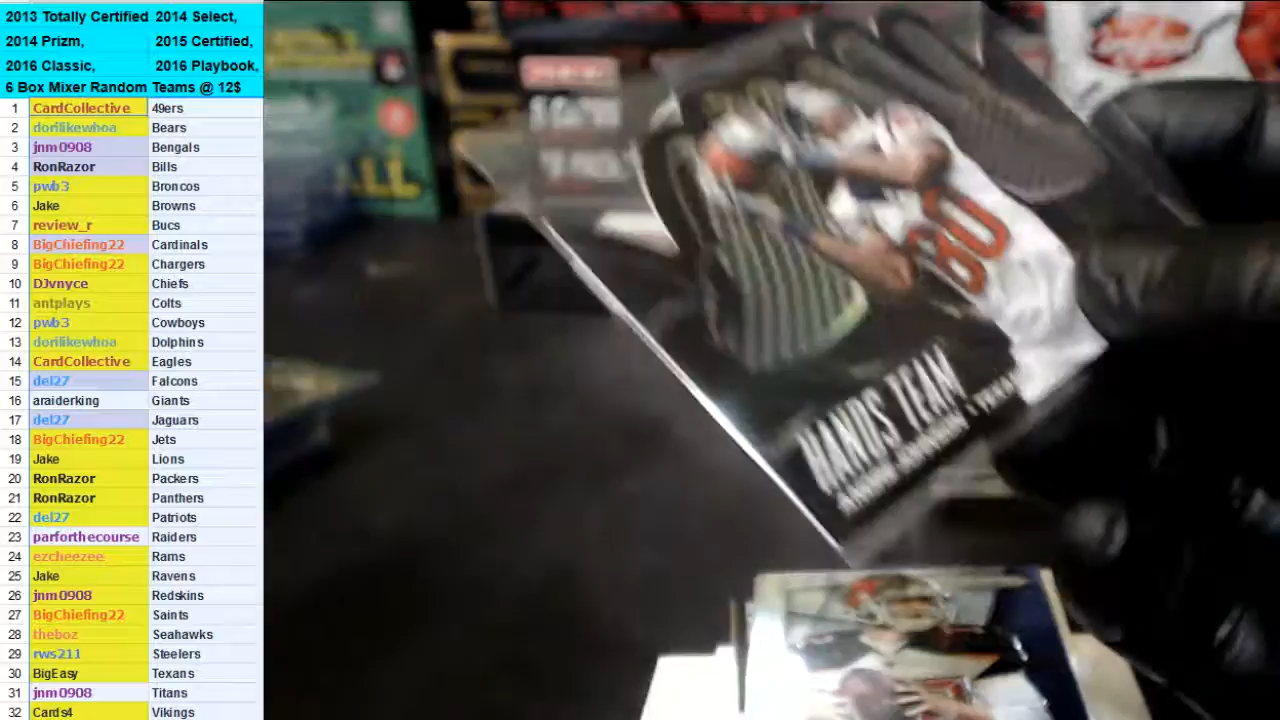 2013 Totally Certified 2014 Select,
2014 Prizm, 2015 Certified,
2016 Classic, 2016 Playbook,
6 Box Mixer Random Teams @ 12$
1 CardCollective 49ers
2 dorilikewhoa Bears
3 jnm0908 Bengals
4 RonRazor Bills
5 pwb3 Broncos
6 Jake Browns
7 review_r Bucs
8 BigChiefing22 Cardinals
9 BigChiefing22 Chargers
10 DJvnyce Chiefs
11 antplays Colts
12 pwb3 Cowboys
13 dorilikewhoa Dolphins
14 CardCollective Eagles
15 del27 Falcons
16 araiderking Giants
17 del27 Jaguars
18 BigChiefing22 Jets
19 Jake Lions
20 RonRazor Packers
21 RonRazor Panthers
22 del27 Patriots
23 parforthecourse Raiders
24 ezcheezee Rams
25 Jake Ravens
26 jnm0908 Redskins
27 BigChiefing22 Saints
28 theboz Seahawks
29 rws211 Steelers
30 BigEasy Texans
31 jnm0908 Titans
32 Cards4 Vikings
80
HANDS TEAM